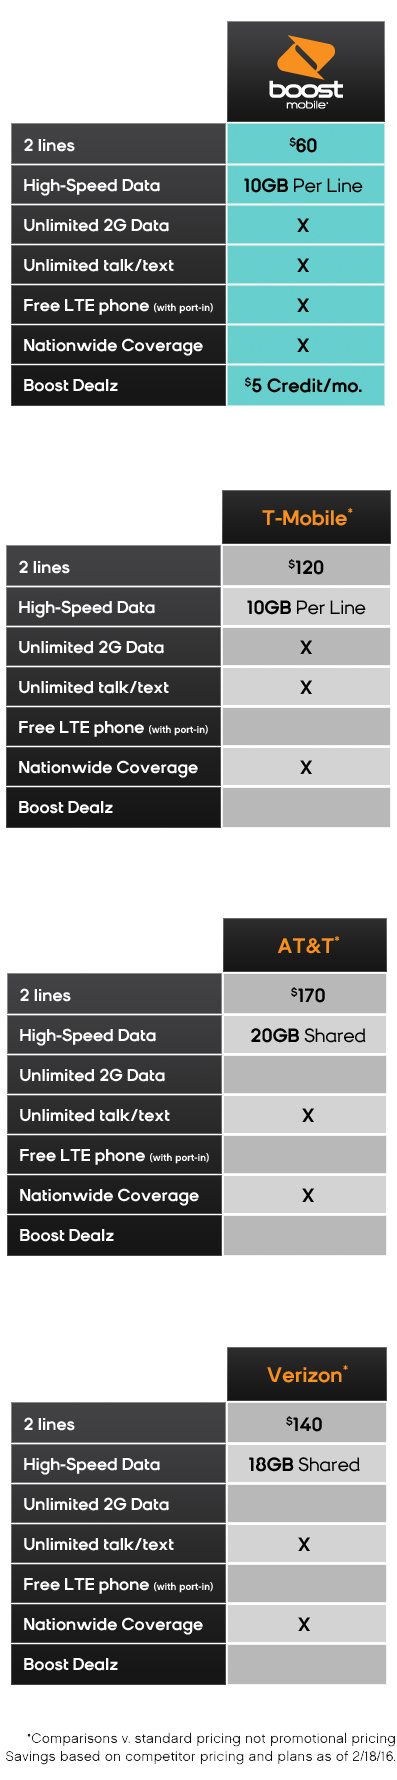 boost
mobile
2 lines $60
High-Speed Data 10GB Per Line
Unlimited 2G Data X
Unlimited talk/text X
Free LTE phone (with port-in) X
Nationwide Coverage X
Boost Dealz $5 Credit/mo.
T-Mobile*
2 lines $120
High-Speed Data 10GB Per Line
Unlimited 2G Data X
Unlimited talk/text X
Free LTE phone (with port-in)
Nationwide Coverage X
Boost Dealz
AT&T*
2 lines $170
High-Speed Data 20GB Shared
Unlimited 2G Data
Unlimited talk/text X
Free LTE phone (with port-in)
Nationwide Coverage X
Boost Dealz
Verizon*
2 lines $140
High-Speed Data 18GB Shared
Unlimited 2G Data
Unlimited talk/text X
Free LTE phone (with port-in)
Nationwide Coverage X
Boost Dealz
*Comparisons v. standard pricing not promotional pricing
Savings based on competitor pricing and plans as of 2/18/16.